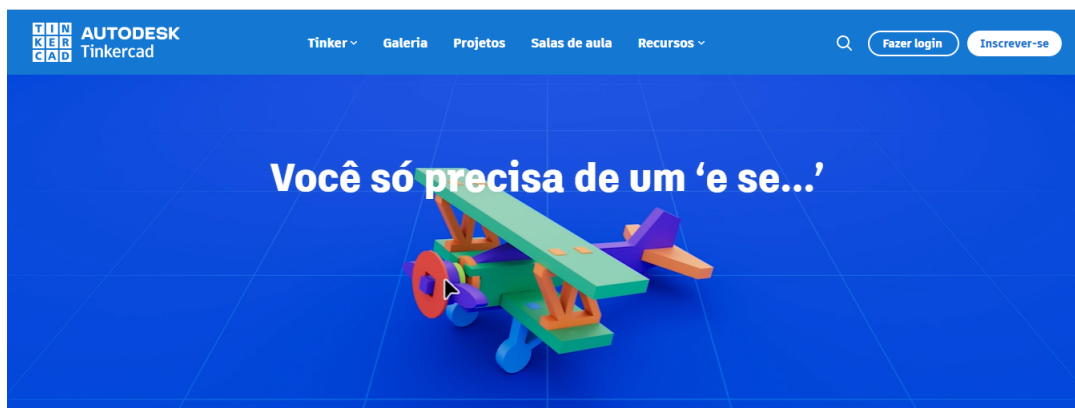 TIN
KER
CAD
AUTODESK
Tinkercad
Tinker
Galeria
Projetos
Salas de aula
Recursos
Fazer login
Inscrever-se
Você só precisa de um ‘e se...’